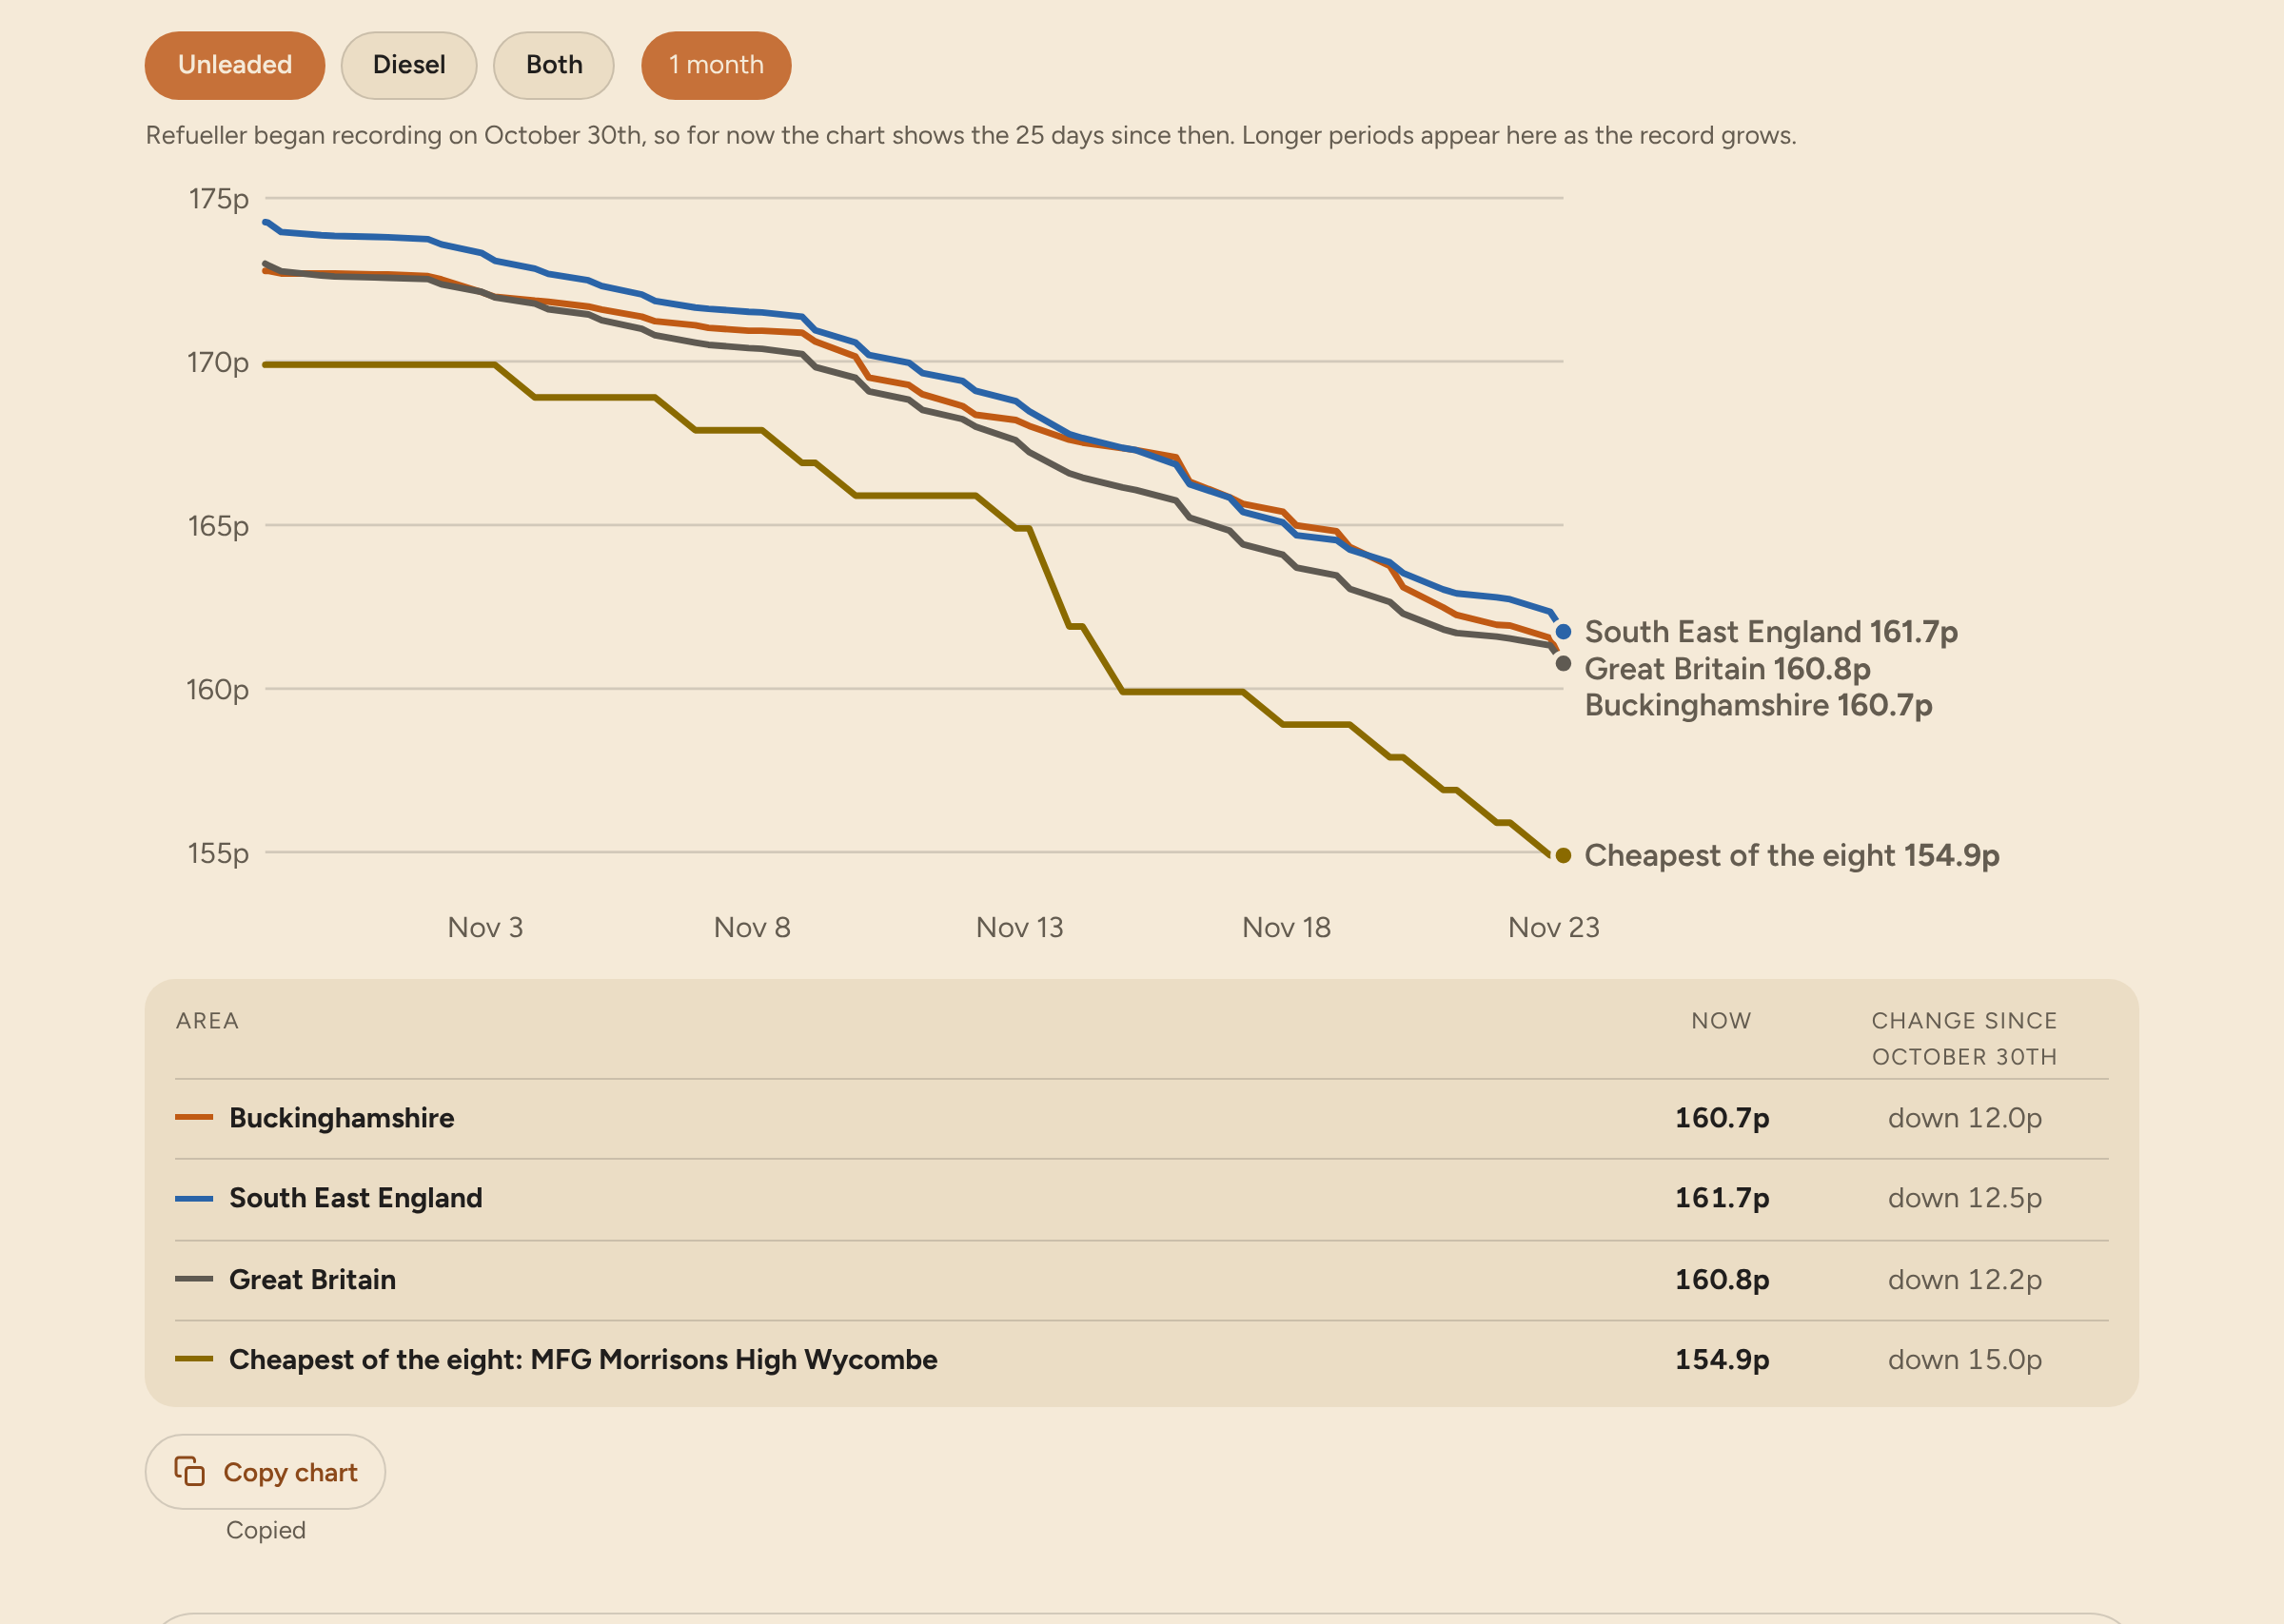 Unleaded Diesel Both 1 month
Refueller began recording on October 30th, so for now the chart shows the 25 days since then. Longer periods appear here as the record grows.
175p
170p
165p
160p
155p
South East England 161.7p
Great Britain 160.8p
Buckinghamshire 160.7p
Cheapest of the eight 154.9p
Nov 3 Nov 8 Nov 13 Nov 18 Nov 23
AREA NOW CHANGE SINCE
OCTOBER 30TH
Buckinghamshire 160.7p down 12.0p
South East England 161.7p down 12.5p
Great Britain 160.8p down 12.2p
Cheapest of the eight: MFG Morrisons High Wycombe 154.9p down 15.0p
Copy chart
Copied